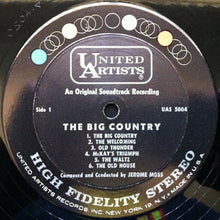 UNITED
ARTISTS
An Original Soundtrack Recording
Side 1
UAS 5004
THE BIG COUNTRY
1. THE BIG COUNTRY
2. THE WELCOMING
3. OLD THUNDER
4. McKAY'S TRIUMPH
5. THE WALTZ
6. THE OLD HOUSE
Composed and Conducted by JEROME MOSS
HIGH FIDELITY STEREO
UNITED ARTISTS RECORDS INC. NEW YORK 19, N.Y. MADE IN U.S.A.